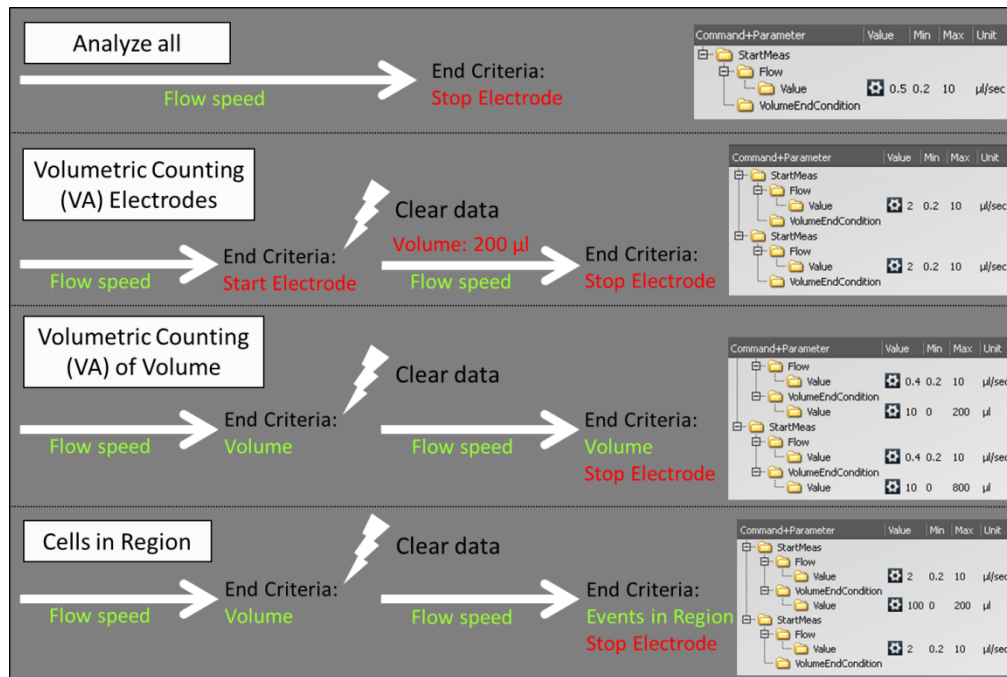 Analyze all
Flow speed
End Criteria:
Stop Electrode
Command+Parameter Value Min Max Unit
StartMeas
Flow
Value 0.5 0.2 10 µl/sec
VolumeEndCondition
Volumetric Counting
(VA) Electrodes
Flow speed
End Criteria:
Start Electrode
Clear data
Volume: 200 µl
Flow speed
End Criteria:
Stop Electrode
Command+Parameter Value Min Max Unit
StartMeas
Flow
Value 2 0.2 10 µl/sec
VolumeEndCondition
StartMeas
Flow
Value 2 0.2 10 µl/sec
VolumeEndCondition
Volumetric Counting
(VA) of Volume
Flow speed
End Criteria:
Volume
Clear data
Flow speed
End Criteria:
Volume
Stop Electrode
Command+Parameter Value Min Max Unit
Flow
Value 0.4 0.2 10 µl/sec
VolumeEndCondition
Value 10 0 200 µl
StartMeas
Flow
Value 0.4 0.2 10 µl/sec
VolumeEndCondition
Value 10 0 800 µl
Cells in Region
Flow speed
End Criteria:
Volume
Clear data
Flow speed
End Criteria:
Events in Region
Stop Electrode
Command+Parameter Value Min Max Unit
StartMeas
Flow
Value 2 0.2 10 µl/sec
VolumeEndCondition
Value 100 0 200 µl
StartMeas
Flow
Value 2 0.2 10 µl/sec
VolumeEndCondition